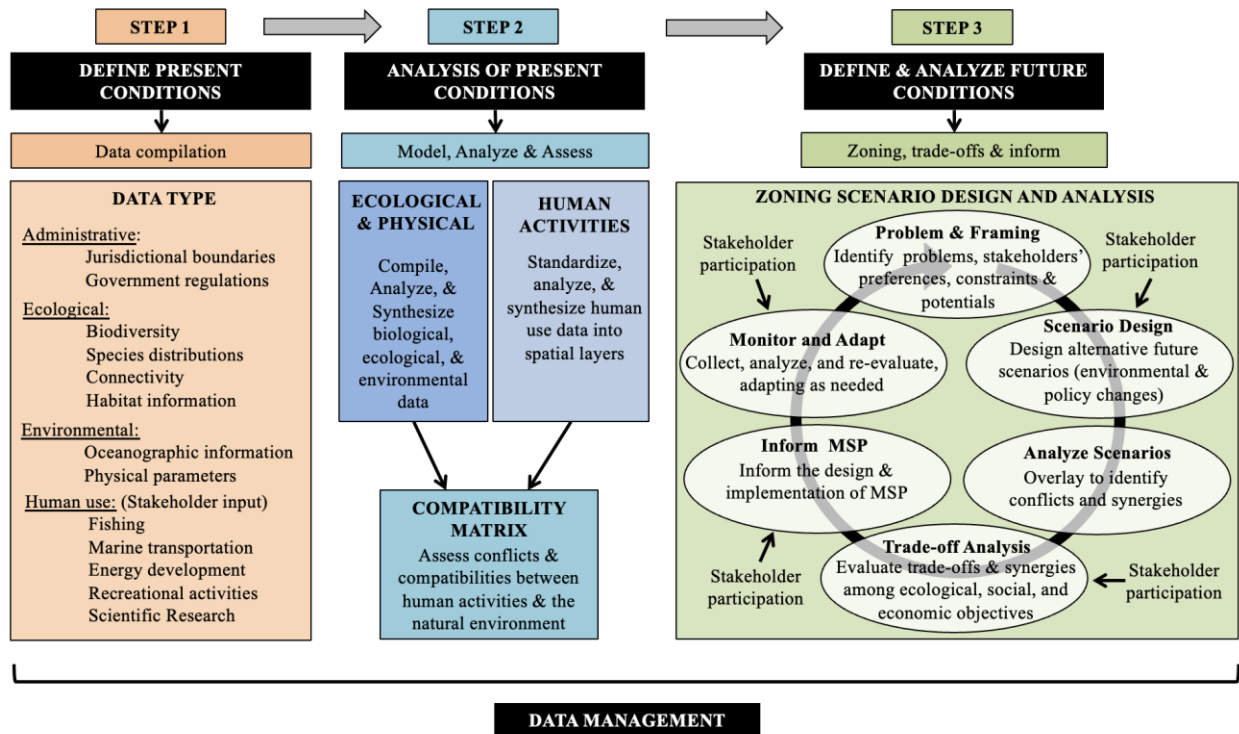 STEP 1
STEP 2
STEP 3
DEFINE PRESENT
CONDITIONS
ANALYSIS OF PRESENT
CONDITIONS
DEFINE & ANALYZE FUTURE
CONDITIONS
Data compilation
Model, Analyze & Assess
Zoning, trade-offs & inform
DATA TYPE
Administrative:
Jurisdictional boundaries
Government regulations
Ecological:
Biodiversity
Species distributions
Connectivity
Habitat information
Environmental:
Oceanographic information
Physical parameters
Human use: (Stakeholder input)
Fishing
Marine transportation
Energy development
Recreational activities
Scientific Research
ECOLOGICAL
& PHYSICAL
Compile,
Analyze, &
Synthesize
biological,
ecological, &
environmental
data
HUMAN
ACTIVITIES
Standardize,
analyze, &
synthesize human
use data into
spatial layers
COMPATIBILITY
MATRIX
Assess conflicts &
compatibilities between
human activities & the
natural environment
ZONING SCENARIO DESIGN AND ANALYSIS
Problem & Framing
Identify problems, stakeholders'
preferences, constraints &
potentials
Stakeholder
participation
Scenario Design
Design alternative future
scenarios (environmental &
policy changes)
Analyze Scenarios
Overlay to identify
conflicts and synergies
Stakeholder
participation
Trade-off Analysis
Evaluate trade-offs & synergies
among ecological, social, and
economic objectives
Stakeholder
participation
Inform MSP
Inform the design &
implementation of MSP
Monitor and Adapt
Collect, analyze, and re-evaluate,
adapting as needed
Stakeholder
participation
DATA MANAGEMENT